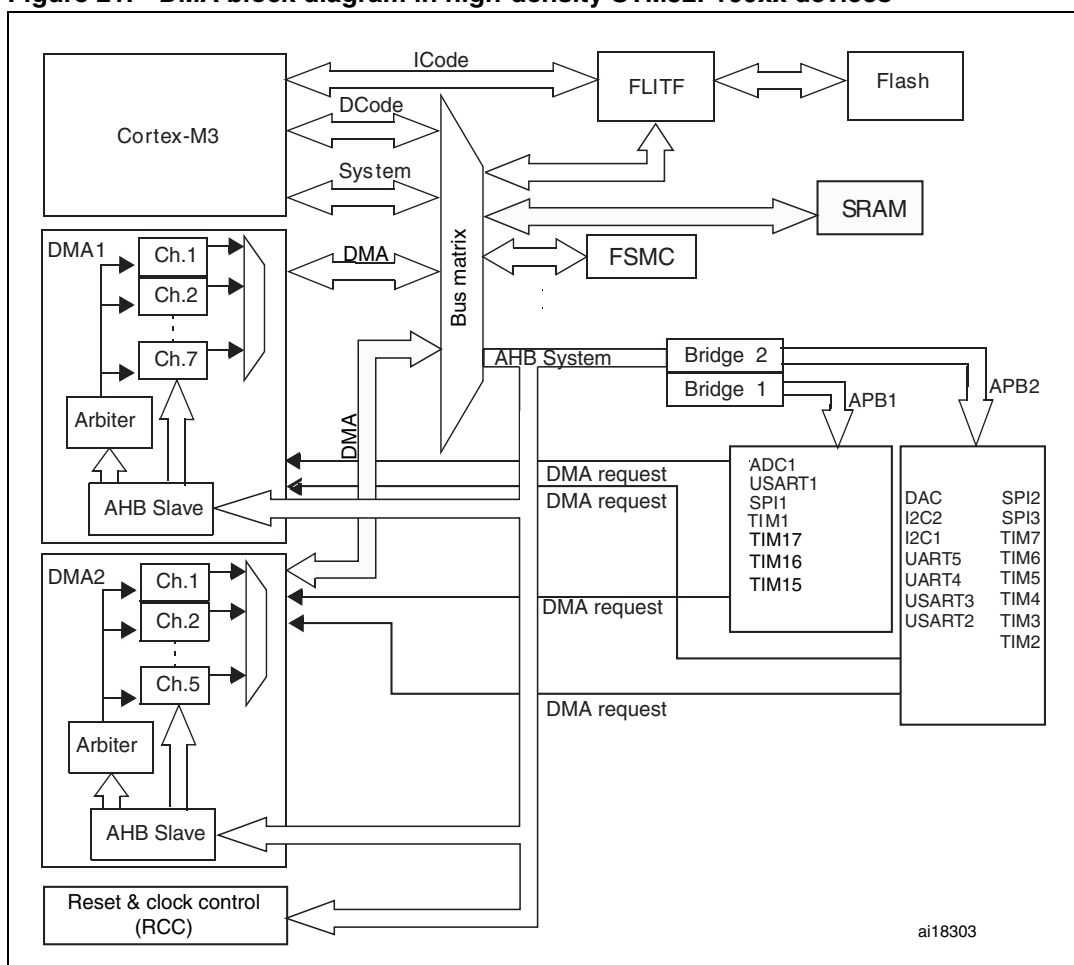 ICode
FLITF
Flash
DCode
Cortex-M3
System
SRAM
DMA1
Ch.1
DMA
Bus matrix
FSMC
Ch.2
Ch.7
AHB System
Bridge 2
Bridge 1
APB1
APB2
Arbiter
DMA
AHB Slave
DMA request
DMA request
ADC1
USART1
SPI1
TIM1
TIM17
TIM16
TIM15
DAC
I2C2
I2C1
UART5
UART4
USART3
USART2
SPI2
SPI3
TIM7
TIM6
TIM5
TIM4
TIM3
TIM2
DMA2
Ch.1
Ch.2
Ch.5
DMA request
DMA request
Arbiter
AHB Slave
Reset & clock control
(RCC)
ai18303